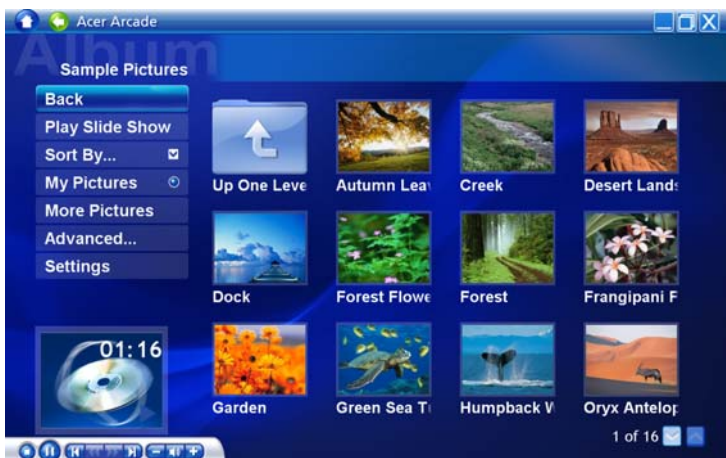 Acer Arcade
Album
Sample Pictures
Back
Play Slide Show
Sort By...
My Pictures
More Pictures
Advanced...
Settings
Up One Leve
Autumn Lea
Creek
Desert Lands
Dock
Forest Flowe
Forest
Frangipani F
Garden
Green Sea T
Humpback W
Oryx Antelop
01:16
1 of 16